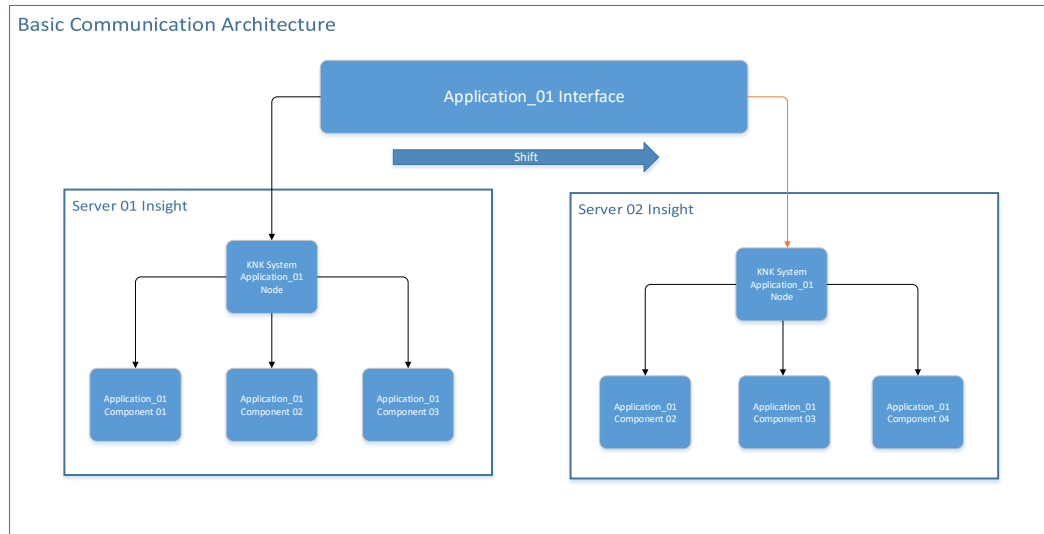 Basic Communication Architecture
Application_01 Interface
Shift
Server 01 Insight
KNK System
Application_01
Node
Application_01
Component 01
Application_01
Component 02
Application_01
Component 03
Server 02 Insight
KNK System
Application_01
Node
Application_01
Component 02
Application_01
Component 03
Application_01
Component 04